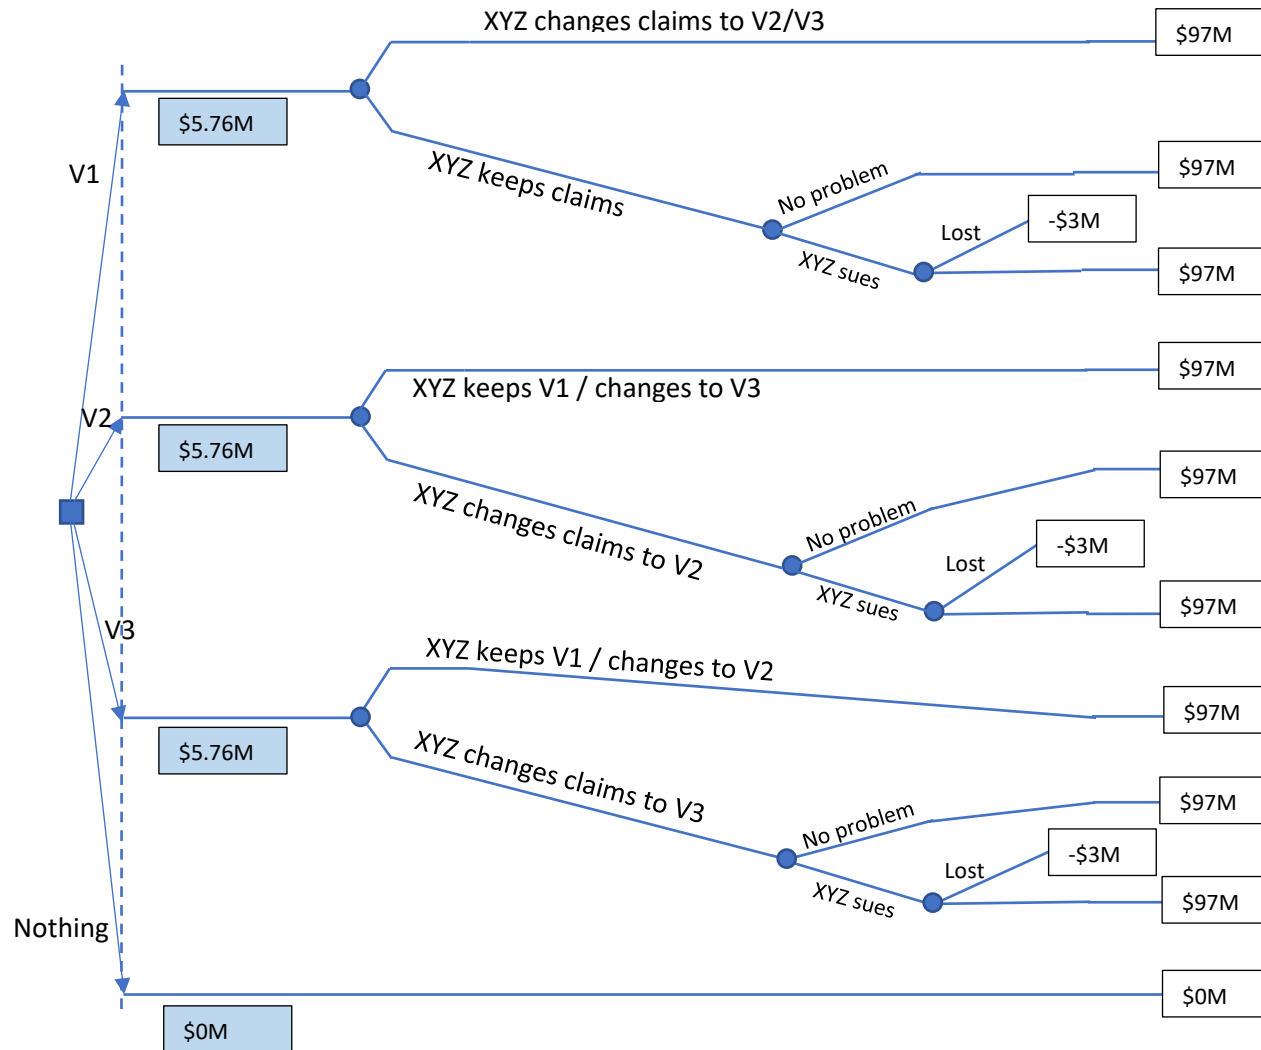 XYZ changes claims to V2/V3
$97M
$5.76M
V1
XYZ keeps claims
No problem
$97M
Lost
-$3M
XYZ sues
$97M
XYZ keeps V1 / changes to V3
$97M
V2
$5.76M
XYZ changes claims to V2
No problem
$97M
Lost
-$3M
XYZ sues
$97M
V3
XYZ keeps V1 / changes to V2
$97M
$5.76M
XYZ changes claims to V3
No problem
$97M
Lost
-$3M
XYZ sues
$97M
Nothing
$0M
$0M